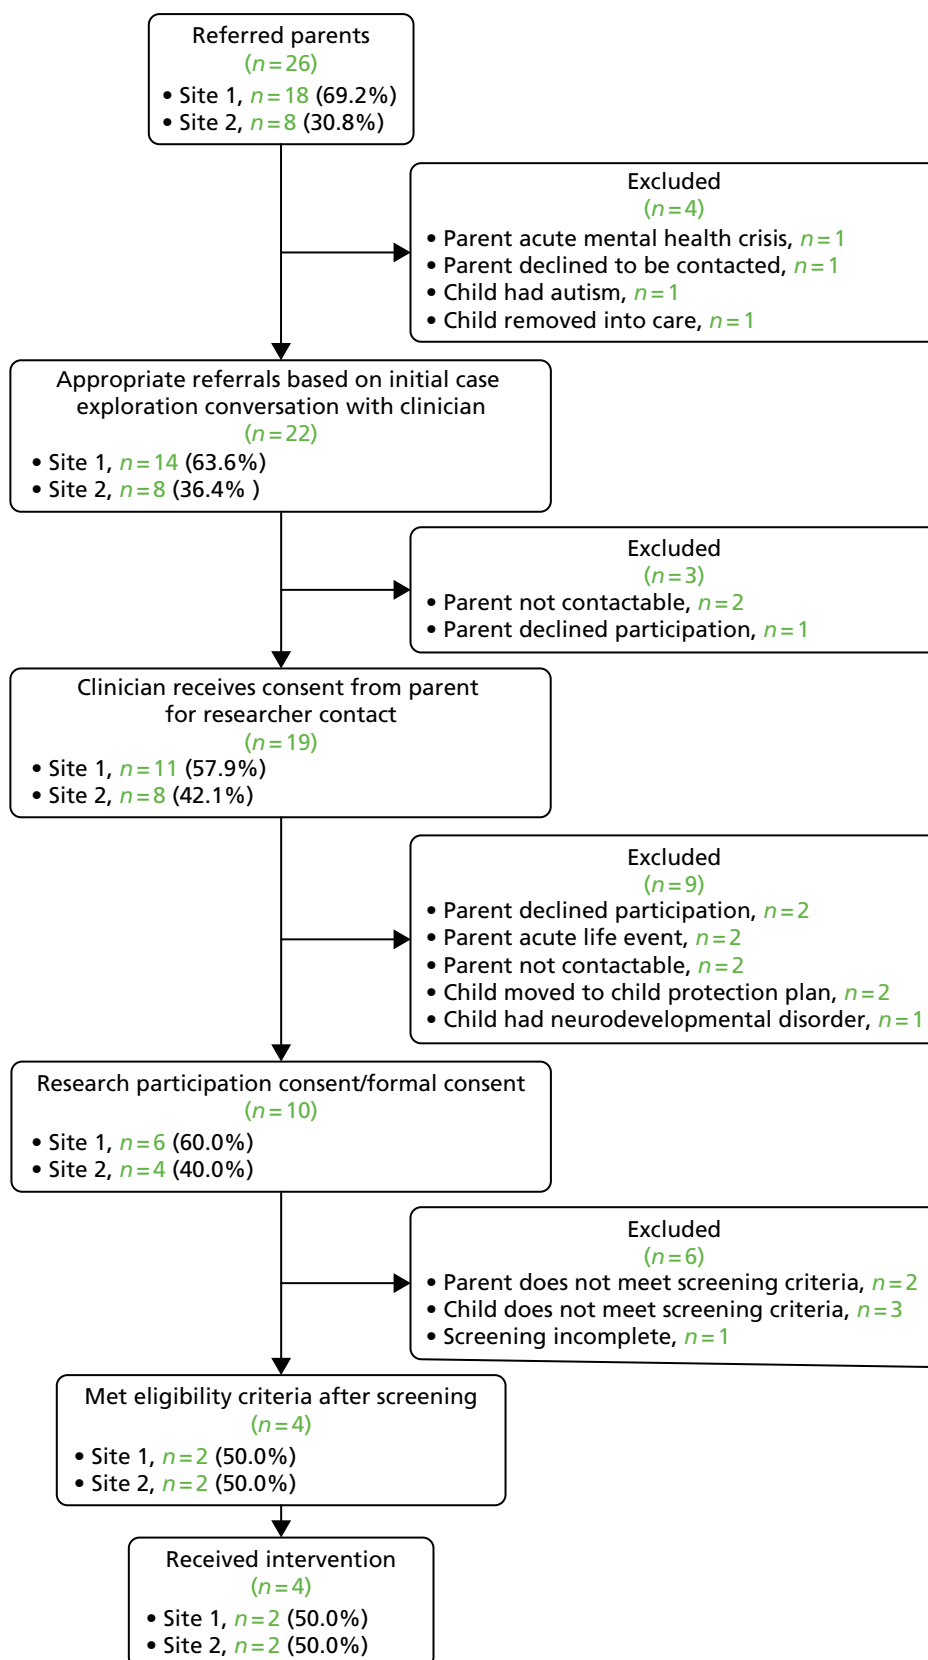 Referred parents
(n=26)
• Site 1, n=18 (69.2%)
• Site 2, n=8 (30.8%)
Excluded
(n=4)
• Parent acute mental health crisis, n=1
• Parent declined to be contacted, n=1
• Child had autism, n=1
• Child removed into care, n=1
Appropriate referrals based on initial case
exploration conversation with clinician
(n=22)
• Site 1, n=14 (63.6%)
• Site 2, n=8 (36.4% )
Excluded
(n=3)
• Parent not contactable, n=2
• Parent declined participation, n=1
Clinician receives consent from parent
for researcher contact
(n=19)
• Site 1, n=11 (57.9%)
• Site 2, n=8 (42.1%)
Excluded
(n=9)
• Parent declined participation, n=2
• Parent acute life event, n=2
• Parent not contactable, n=2
• Child moved to child protection plan, n=2
• Child had neurodevelopmental disorder, n=1
Research participation consent/formal consent
(n=10)
• Site 1, n=6 (60.0%)
• Site 2, n=4 (40.0%)
Excluded
(n=6)
• Parent does not meet screening criteria, n=2
• Child does not meet screening criteria, n=3
• Screening incomplete, n=1
Met eligibility criteria after screening
(n=4)
• Site 1, n=2 (50.0%)
• Site 2, n=2 (50.0%)
Received intervention
(n=4)
• Site 1, n=2 (50.0%)
• Site 2, n=2 (50.0%)